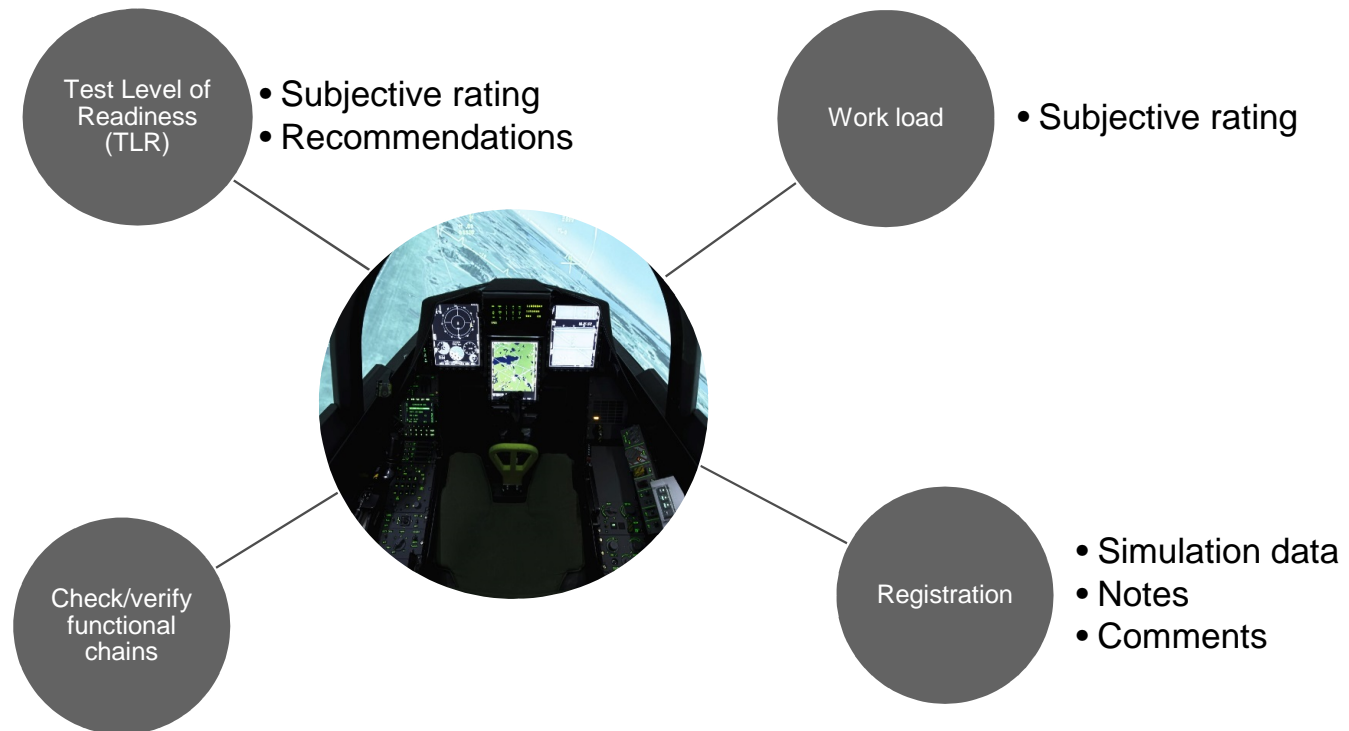 Test Level of
Readiness
(TLR)
• Subjective rating
• Recommendations
Work load
• Subjective rating
Check/verify
functional
chains
Registration
• Simulation data
• Notes
• Comments